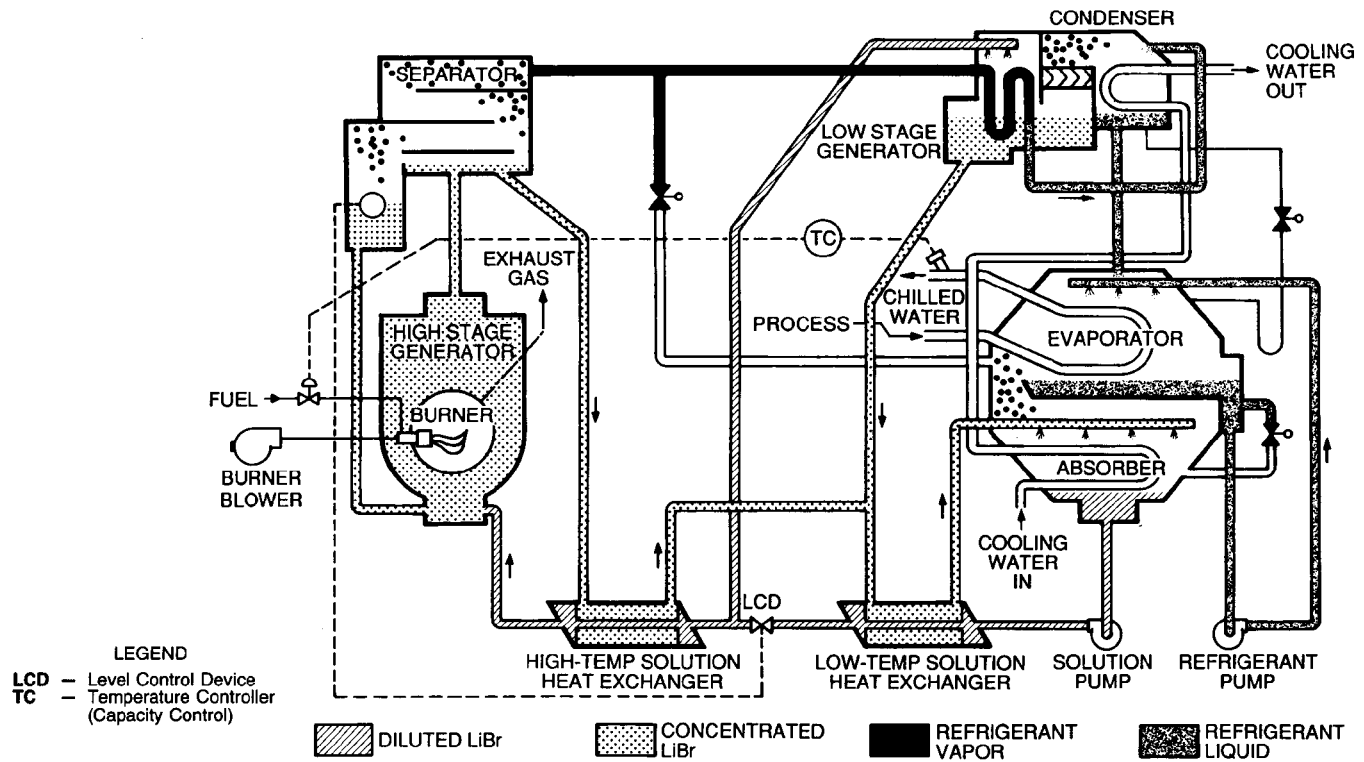 CONDENSER
COOLING
WATER
OUT
SEPARATOR
LOW STAGE
GENERATOR
TC
EXHAUST
GAS
CHILLED
WATER
HIGH STAGE
GENERATOR
PROCESS
EVAPORATOR
FUEL
BURNER
BURNER
BLOWER
ABSORBER
COOLING
WATER
IN
LCD
HIGH-TEMP SOLUTION
HEAT EXCHANGER
LOW-TEMP SOLUTION
HEAT EXCHANGER
SOLUTION
PUMP
REFRIGERANT
PUMP
LEGEND
LCD – Level Control Device
TC – Temperature Controller
(Capacity Control)
DILUTED LiBr
CONCENTRATED
LiBr
REFRIGERANT
VAPOR
REFRIGERANT
LIQUID